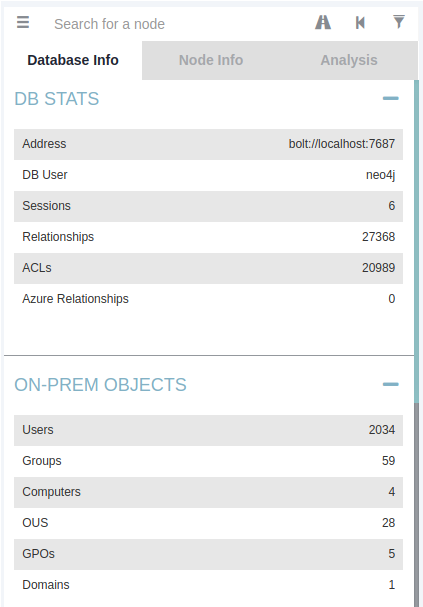 Search for a node
Database Info Node Info Analysis
DB STATS
Address bolt://localhost:7687
DB User neo4j
Sessions 6
Relationships 27368
ACLs 20989
Azure Relationships 0
ON-PREM OBJECTS
Users 2034
Groups 59
Computers 4
OUS 28
GPOs 5
Domains 1